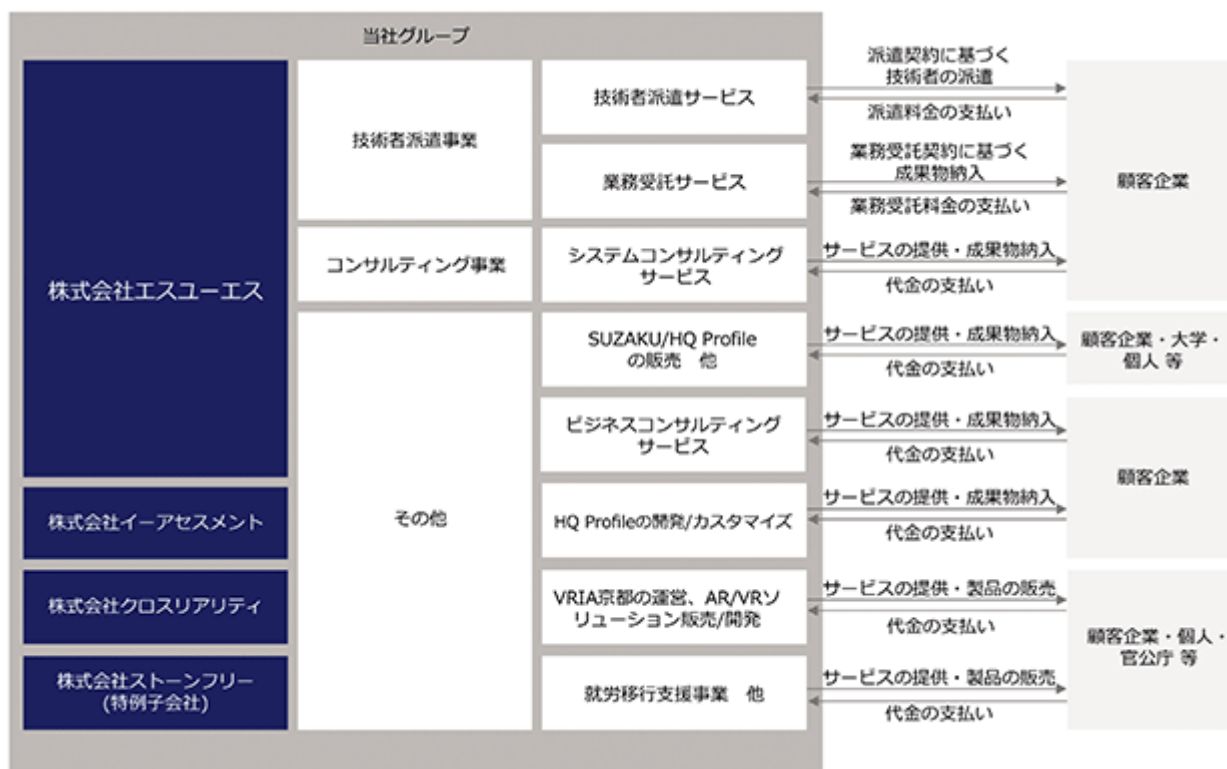 当社グループ
株式会社エスユーエス
株式会社イーアセスメント
株式会社クロスリアリティ
株式会社ストーンフリー
(特例子会社)
技術者派遣事業
コンサルティング事業
その他
技術者派遣サービス
業務受託サービス
システムコンサルティング
サービス
SUZAKU/HQ Profile
の販売　他
ビジネスコンサルティング
サービス
HQ Profileの開発/カスタマイズ
VRIA京都の運営、AR/VRソ
リューション販売/開発
就労移行支援事業　他
派遣契約に基づく
技術者の派遣
派遣料金の支払い
業務受託契約に基づく
成果物納入
業務受託料金の支払い
サービスの提供・成果物納入
代金の支払い
サービスの提供・成果物納入
代金の支払い
サービスの提供・成果物納入
代金の支払い
サービスの提供・成果物納入
代金の支払い
サービスの提供・製品の販売
代金の支払い
サービスの提供・製品の販売
代金の支払い
顧客企業
顧客企業・大学・
個人 等
顧客企業
顧客企業・個人・
官公庁 等